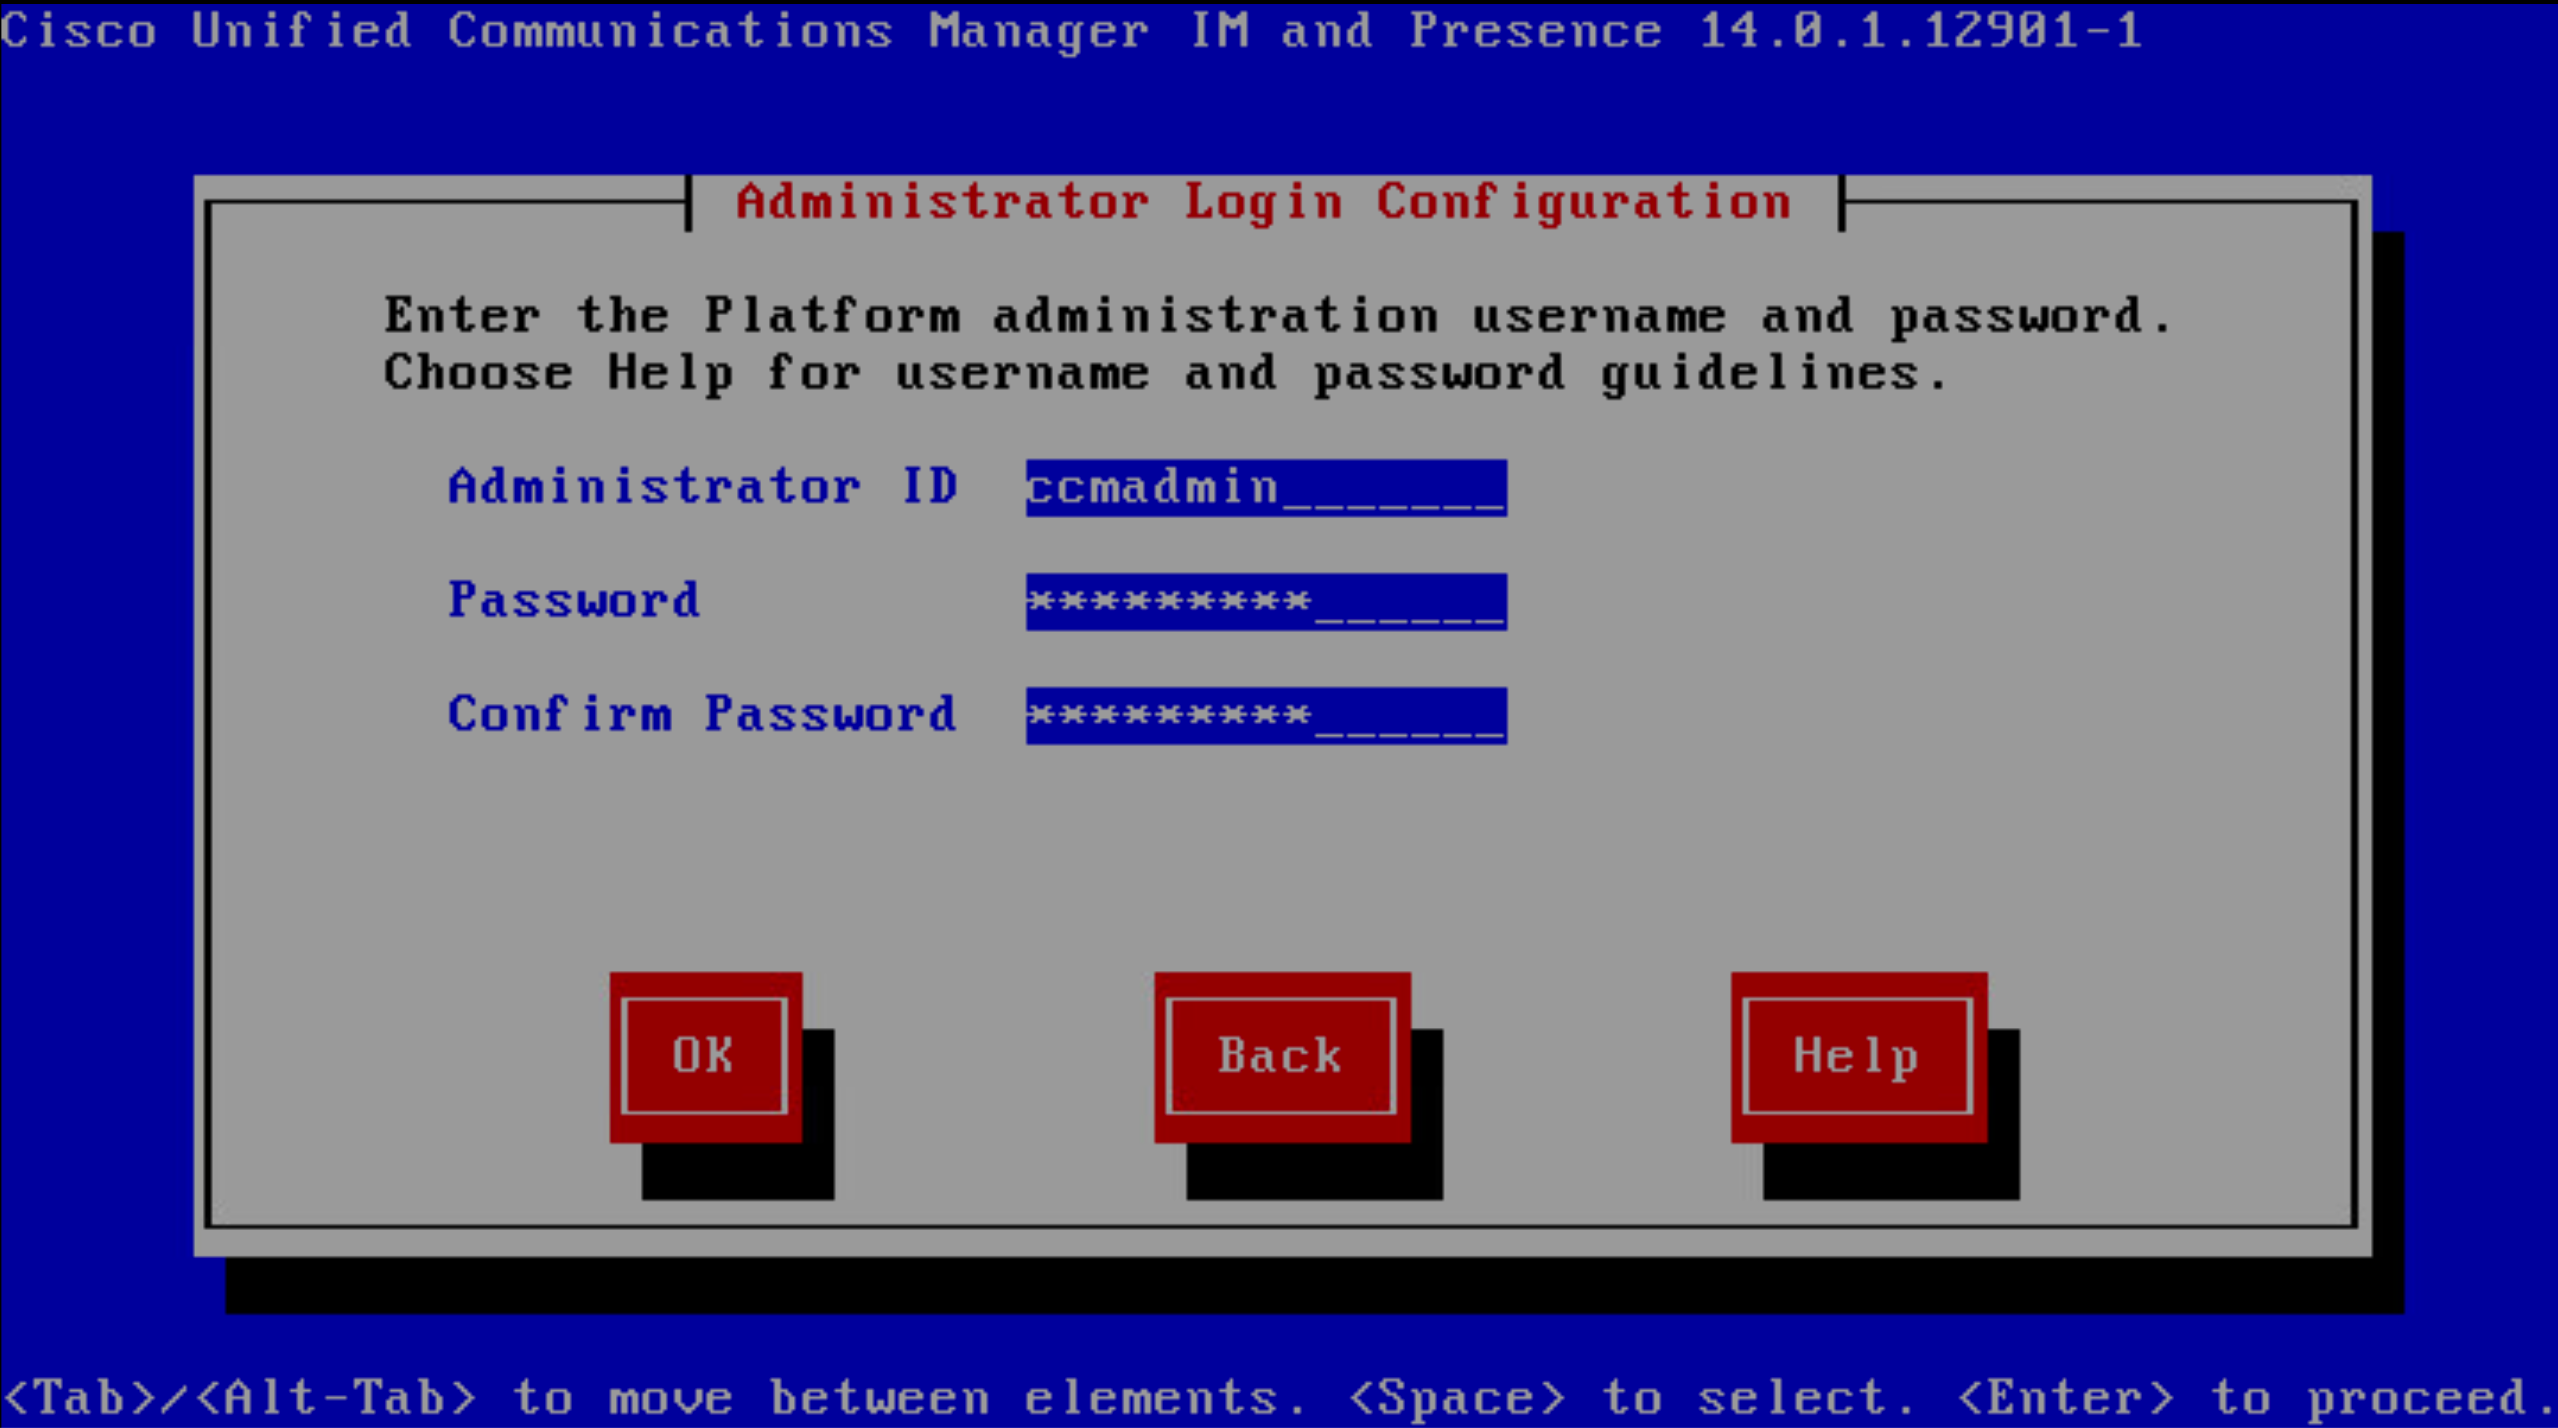 Cisco Unified Communications Manager IM and Presence 14.0.1.12901-1
Administrator Login Configuration
Enter the Platform administration username and password.
Choose Help for username and password guidelines.
Administrator ID ccmadmin_______
Password *********______
Confirm Password *********______
OK Back Help
<Tab>/<Alt-Tab> to move between elements. <Space> to select. <Enter> to proceed.